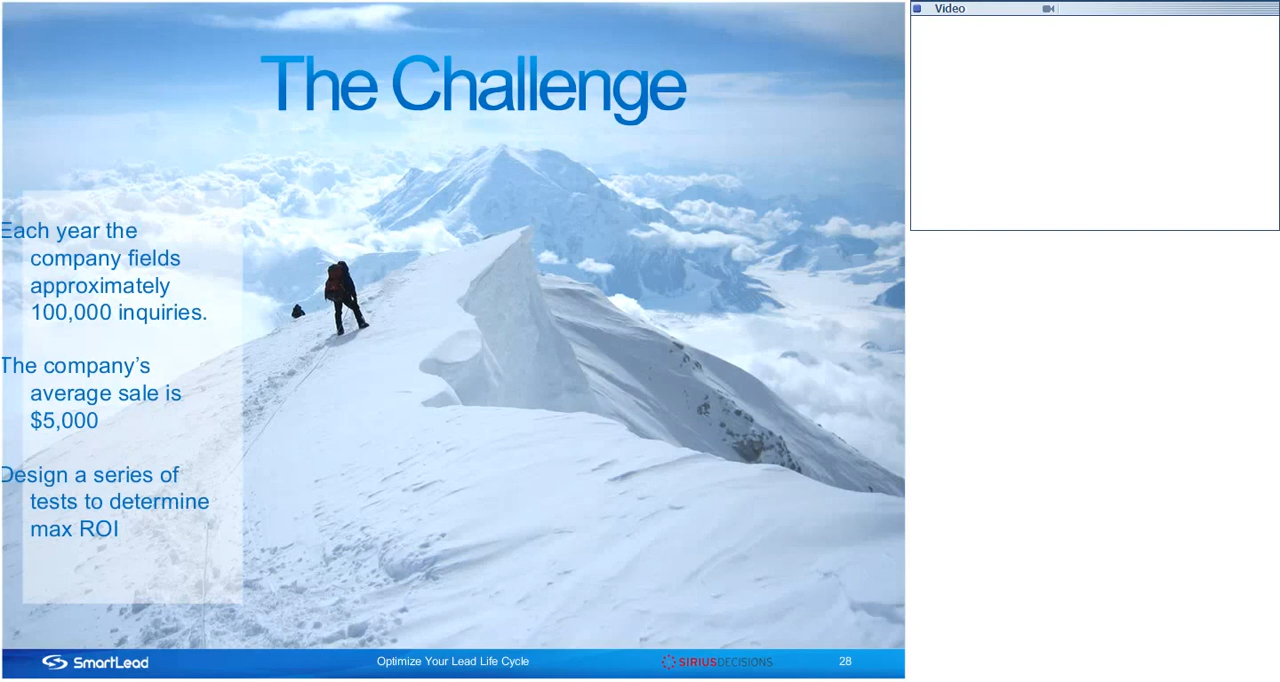 Video
The Challenge
Each year the
company fields
approximately
100,000 inquiries.
The company’s
average sale is
$5,000
Design a series of
tests to determine
max ROI
SmartLead
Optimize Your Lead Life Cycle
SIRIUSDECISIONS
28